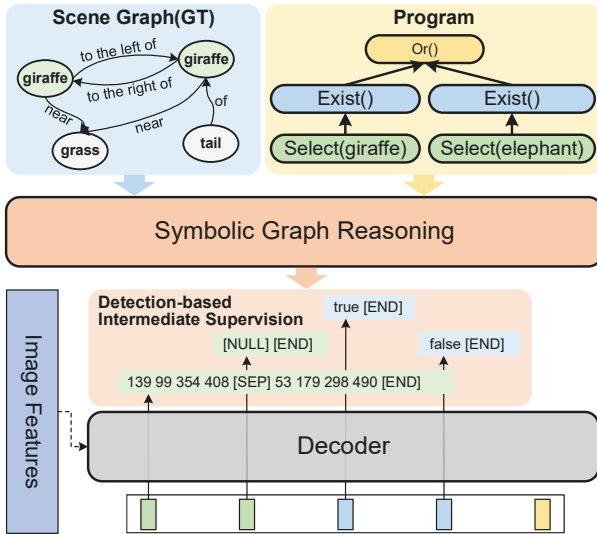 Scene Graph(GT)
Program
to the left of
giraffe
giraffe
to the right of
near
near
of
grass
tail
Or()
Exist()
Exist()
Select(giraffe)
Select(elephant)
Symbolic Graph Reasoning
Detection-based
Intermediate Supervision
true [END]
[NULL] [END]
false [END]
139 99 354 408 [SEP] 53 179 298 490 [END]
Image Features
Decoder